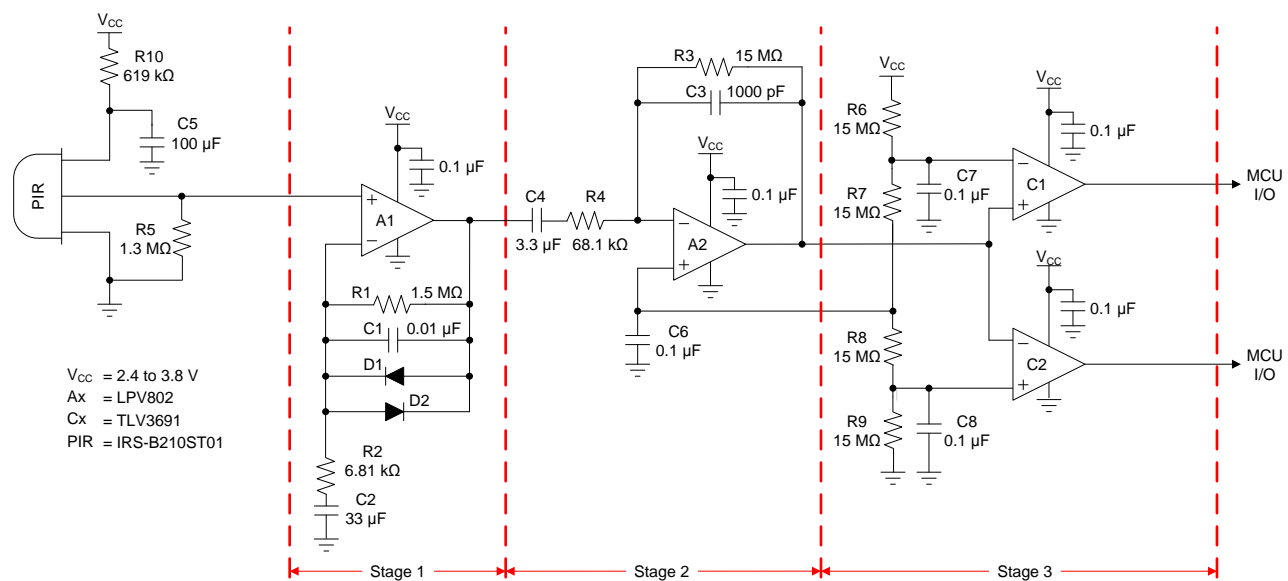 VCC
R10
619 kΩ
C5
100 µF
PIR
R5
1.3 MΩ
VCC = 2.4 to 3.8 V
Ax = LPV802
Cx = TLV3691
PIR = IRS-B210ST01
VCC
0.1 µF
+
A1
−
R1 1.5 MΩ
C1 0.01 µF
D1
D2
R2
6.81 kΩ
C2
33 µF
Stage 1
C4
3.3 µF
R4
68.1 kΩ
R3 15 MΩ
C3 1000 pF
VCC
0.1 µF
−
A2
+
C6
0.1 µF
Stage 2
VCC
R6
15 MΩ
R7
15 MΩ
C7
0.1 µF
R8
15 MΩ
R9
15 MΩ
C8
0.1 µF
VCC
0.1 µF
−
C1
+
VCC
0.1 µF
−
C2
+
Stage 3
MCU
I/O
MCU
I/O